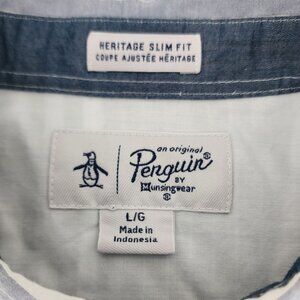 HERITAGE SLIM FIT
COUPE AJUSTÉE HÉRITAGE
an original
Penguin®
BY
Munsingwear®
L/G
Made in
Indonesia